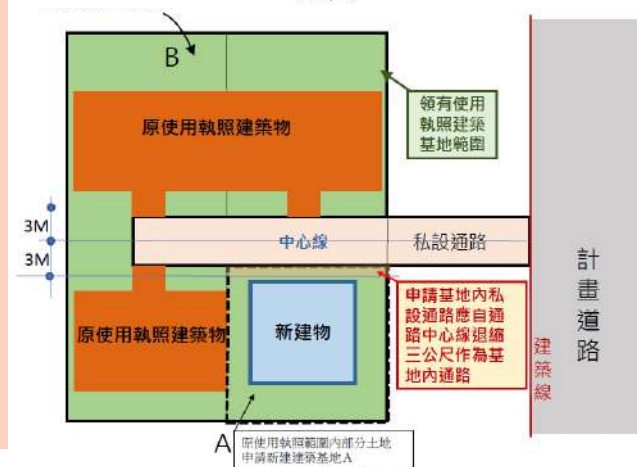 B
領有使用
執照建築
基地範圍
原使用執照建築物
3M
中心線
私設通路
3M
計畫道路
申請基地內私
設通路應自通
路中心線退縮
三公尺作為基
地內通路
建築線
新建物
原使用執照建築物
A
原使用執照範圍內部分土地
申請新建建築基地A